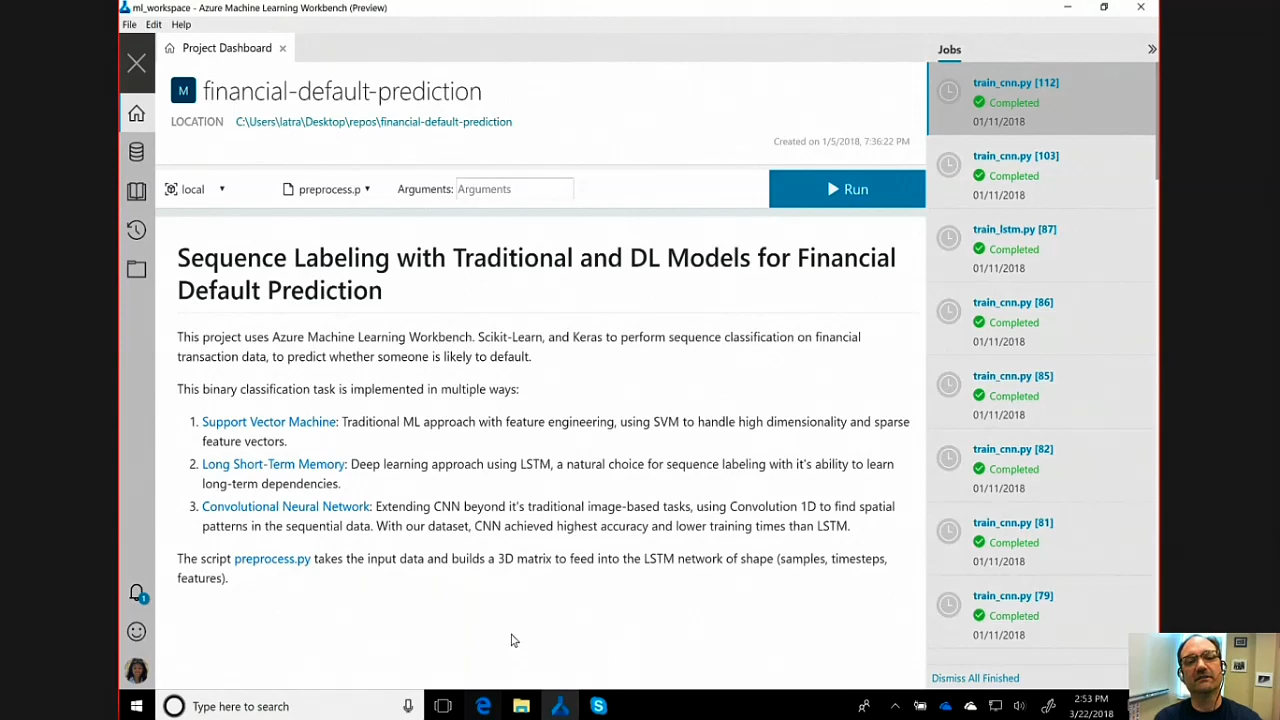 ml_workspace - Azure Machine Learning Workbench (Preview)
File Edit Help
Project Dashboard
Jobs
M financial-default-prediction
LOCATION C:\Users\latra\Desktop\repos\financial-default-prediction
Created on 1/5/2018, 7:36:22 PM
local preprocess.p Arguments: Arguments Run
Sequence Labeling with Traditional and DL Models for Financial
Default Prediction
This project uses Azure Machine Learning Workbench. Scikit-Learn, and Keras to perform sequence classification on financial
transaction data, to predict whether someone is likely to default.
This binary classification task is implemented in multiple ways:
1. Support Vector Machine: Traditional ML approach with feature engineering, using SVM to handle high dimensionality and sparse
feature vectors.
2. Long Short-Term Memory: Deep learning approach using LSTM, a natural choice for sequence labeling with it's ability to learn
long-term dependencies.
3. Convolutional Neural Network: Extending CNN beyond it's traditional image-based tasks, using Convolution 1D to find spatial
patterns in the sequential data. With our dataset, CNN achieved highest accuracy and lower training times than LSTM.
The script preprocess.py takes the input data and builds a 3D matrix to feed into the LSTM network of shape (samples, timesteps,
features).
train_cnn.py [112]
Completed
01/11/2018
train_cnn.py [103]
Completed
01/11/2018
train_lstm.py [87]
Completed
01/11/2018
train_cnn.py [86]
Completed
01/11/2018
train_cnn.py [85]
Completed
01/11/2018
train_cnn.py [82]
Completed
01/11/2018
train_cnn.py [81]
Completed
01/11/2018
train_cnn.py [79]
Completed
01/11/2018
Dismiss All Finished
1
Type here to search
2:53 PM
3/22/2018